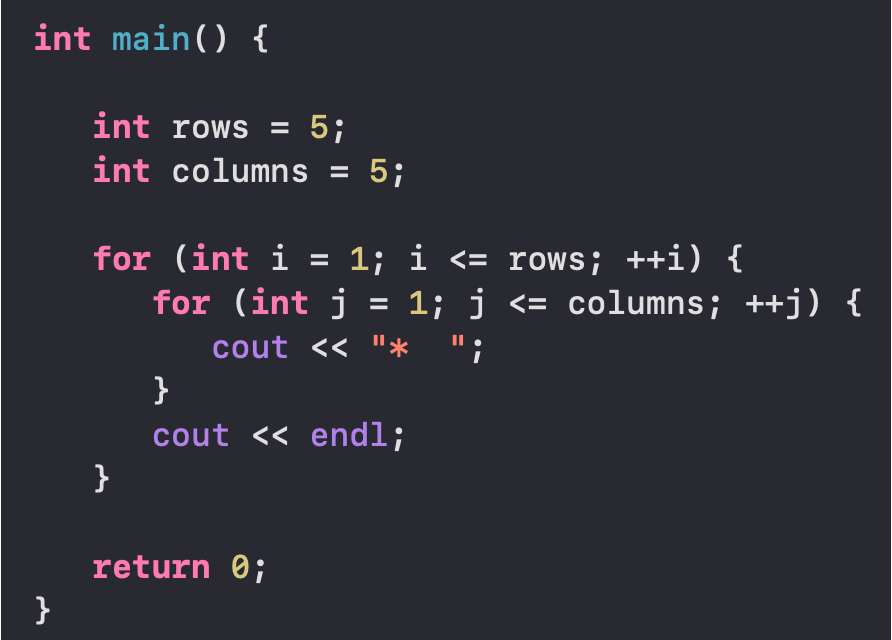 int main() {

   int rows = 5;
   int columns = 5;

   for (int i = 1; i <= rows; ++i) {
      for (int j = 1; j <= columns; ++j) {
         cout << "*  ";
      }
      cout << endl;
   }

   return 0;
}